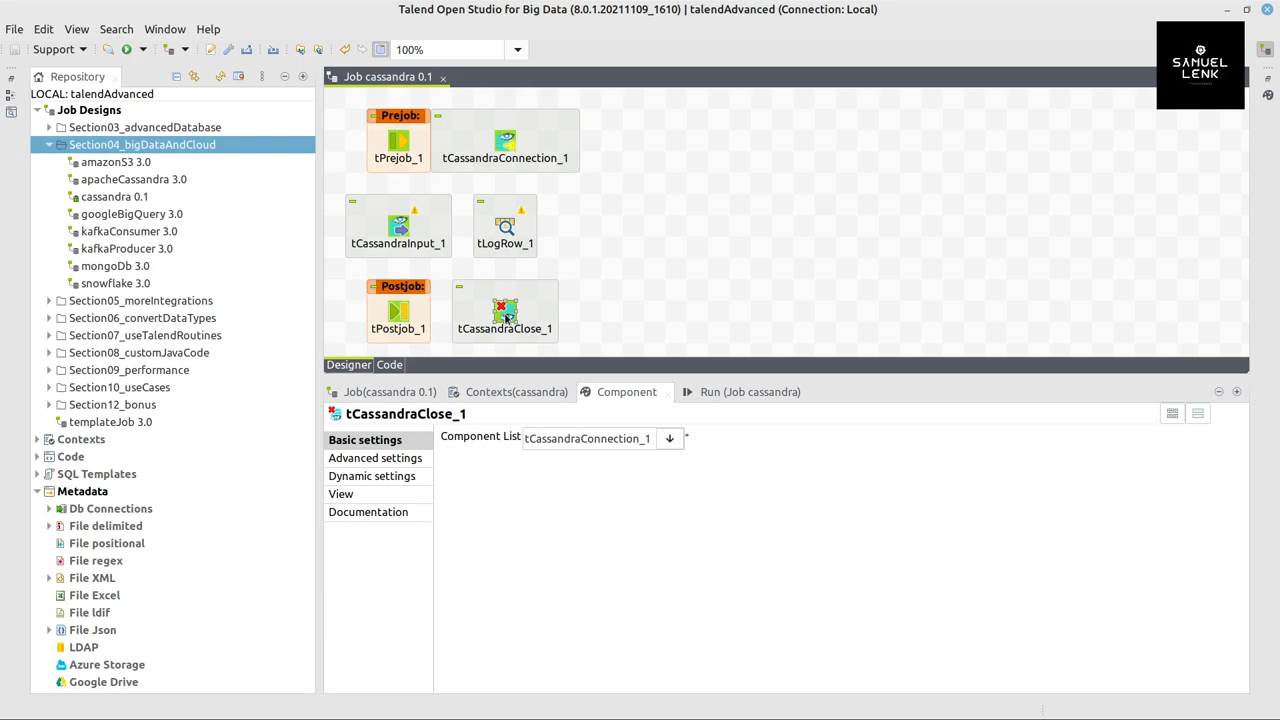 Talend Open Studio for Big Data (8.0.1.20211109_1610) | talendAdvanced (Connection: Local)
File Edit View Search Window Help
Support 100%
SAMUEL
LENK
Repository
LOCAL: talendAdvanced
Job Designs
Section03_advancedDatabase
Section04_bigDataAndCloud
amazonS3 3.0
apacheCassandra 3.0
cassandra 0.1
googleBigQuery 3.0
kafkaConsumer 3.0
kafkaProducer 3.0
mongoDb 3.0
snowflake 3.0
Section05_moreIntegrations
Section06_convertDataTypes
Section07_useTalendRoutines
Section08_customJavaCode
Section09_performance
Section10_useCases
Section12_bonus
templateJob 3.0
Contexts
Code
SQL Templates
Metadata
Db Connections
File delimited
File positional
File regex
File XML
File Excel
File ldif
File Json
LDAP
Azure Storage
Google Drive
Job cassandra 0.1
Prejob:
tPrejob_1
tCassandraConnection_1
tCassandraInput_1
tLogRow_1
Postjob:
tPostjob_1
tCassandraClose_1
Designer Code
Job(cassandra 0.1) Contexts(cassandra) Component Run (Job cassandra)
tCassandraClose_1
Basic settings
Advanced settings
Dynamic settings
View
Documentation
Component List tCassandraConnection_1 *